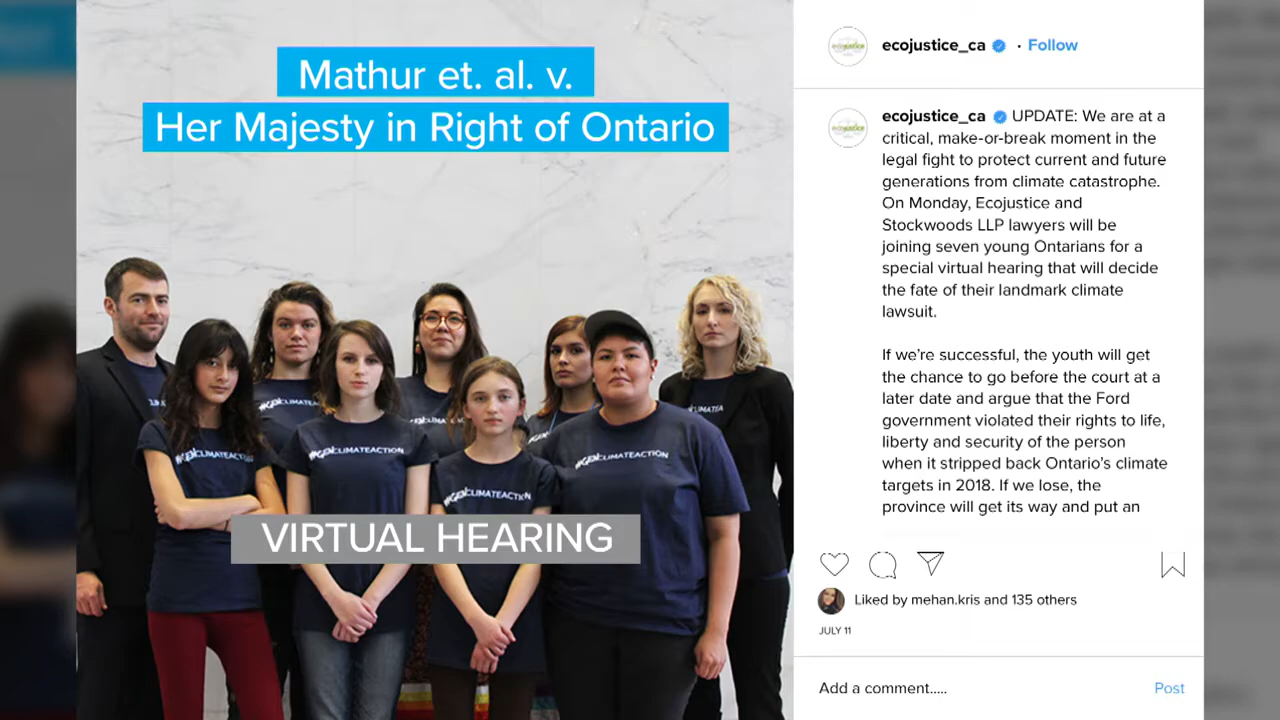 Mathur et. al. v.
Her Majesty in Right of Ontario
#GENCLIMATEACTION
#GENCLIMATEACTION
#GENCLIMATEACTION
#GENCLIMATEACTION
VIRTUAL HEARING
ecojustice_ca · Follow
ecojustice_ca UPDATE: We are at a
critical, make-or-break moment in the
legal fight to protect current and future
generations from climate catastrophe.
On Monday, Ecojustice and
Stockwoods LLP lawyers will be
joining seven young Ontarians for a
special virtual hearing that will decide
the fate of their landmark climate
lawsuit.
If we're successful, the youth will get
the chance to go before the court at a
later date and argue that the Ford
government violated their rights to life,
liberty and security of the person
when it stripped back Ontario's climate
targets in 2018. If we lose, the
province will get its way and put an
Liked by mehan.kris and 135 others
JULY 11
Add a comment.....
Post